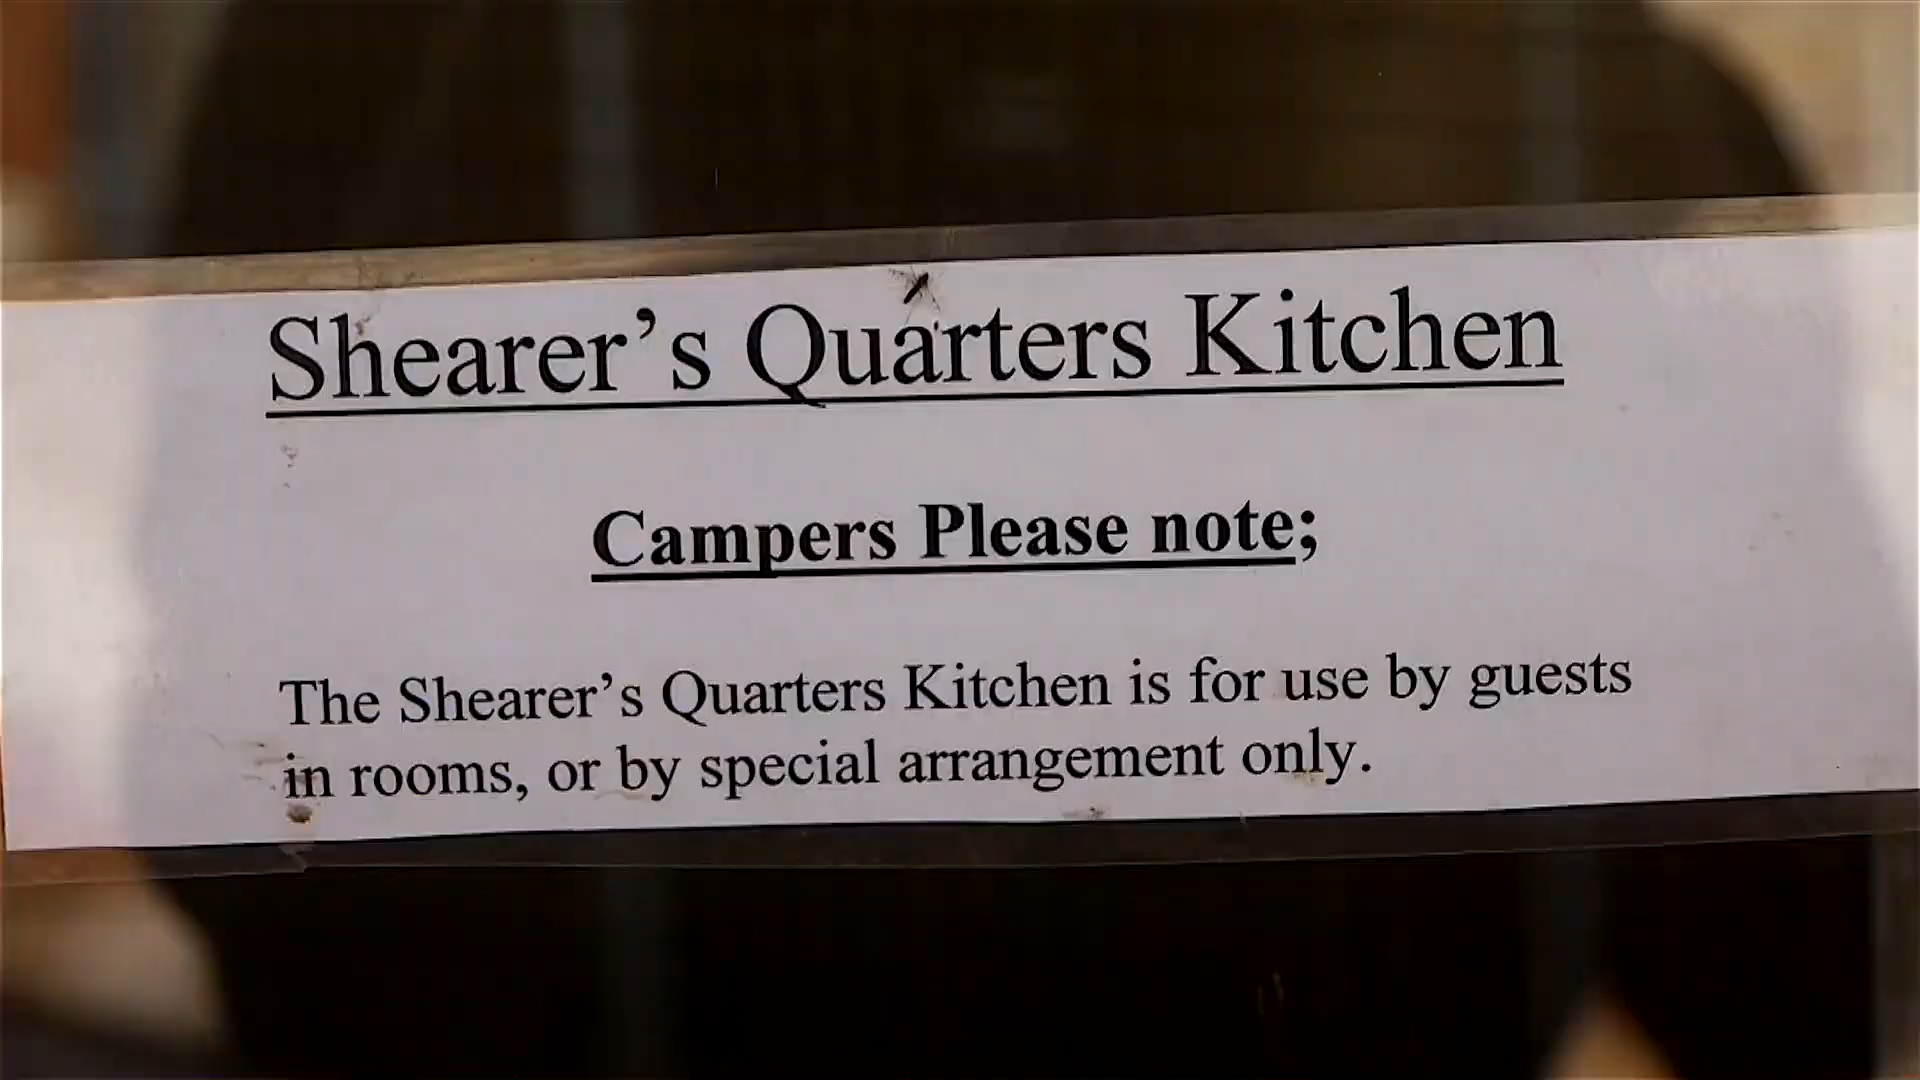 Shearer’s Quarters Kitchen
Campers Please note;
The Shearer’s Quarters Kitchen is for use by guests
in rooms, or by special arrangement only.